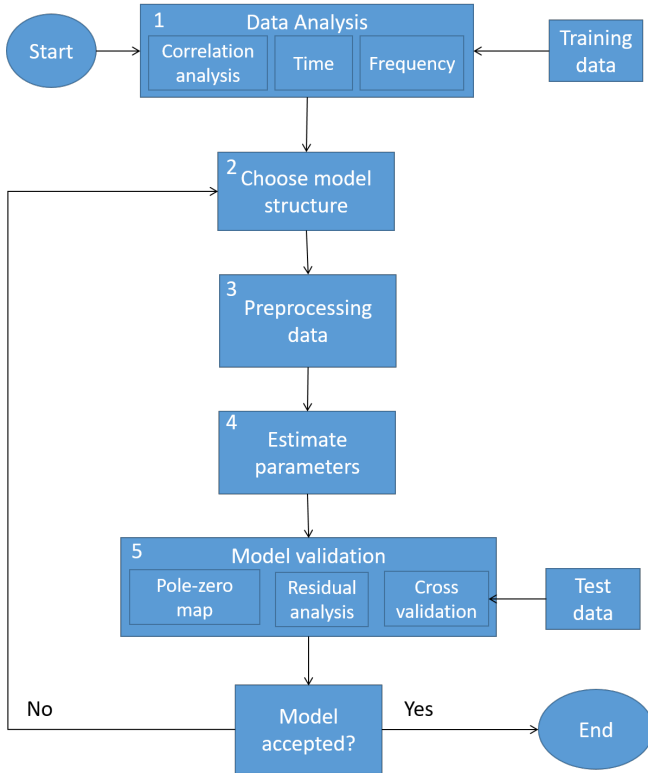 1
Data Analysis
Start
Correlation
analysis
Time
Frequency
Training
data
2
Choose model
structure
3
Preprocessing
data
4
Estimate
parameters
5
Model validation
Pole-zero
map
Residual
analysis
Cross
validation
Test
data
No
Model
accepted?
Yes
End